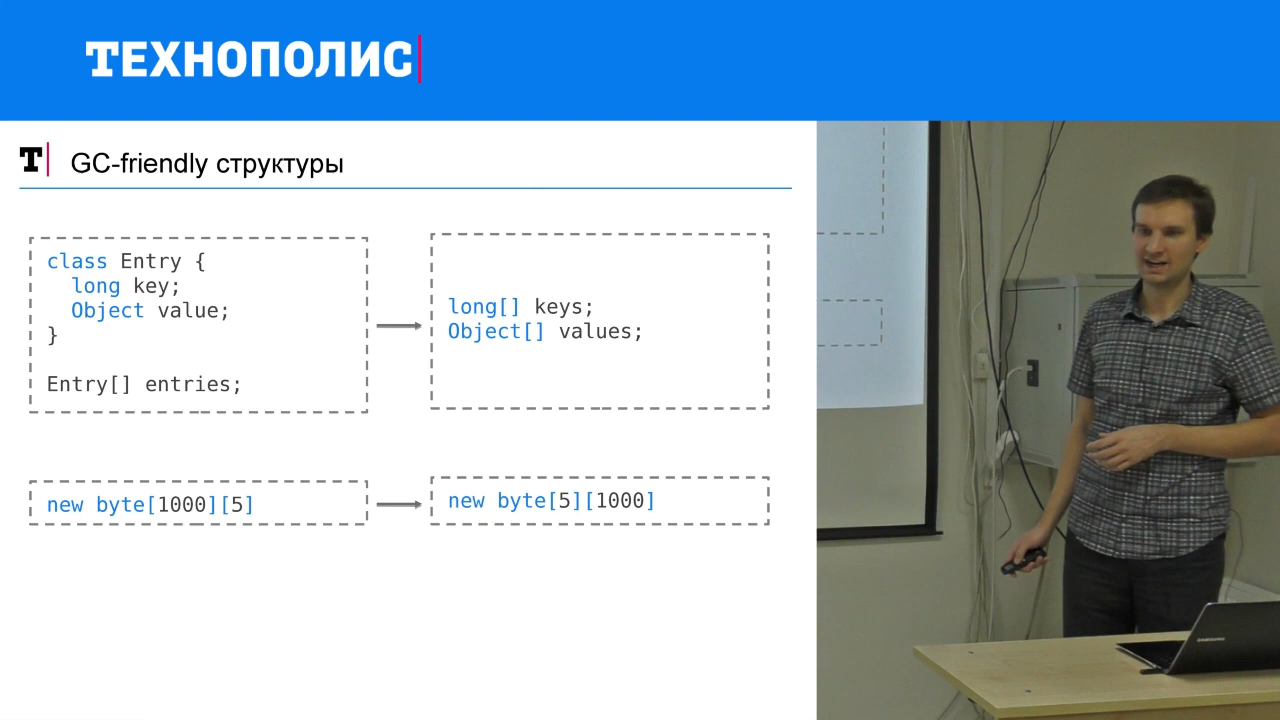 ТЕХНОПОЛИС
T GC-friendly структуры
class Entry {
long key;
Object value;
}
Entry[] entries;
long[] keys;
Object[] values;
new byte[1000][5]
new byte[5][1000]